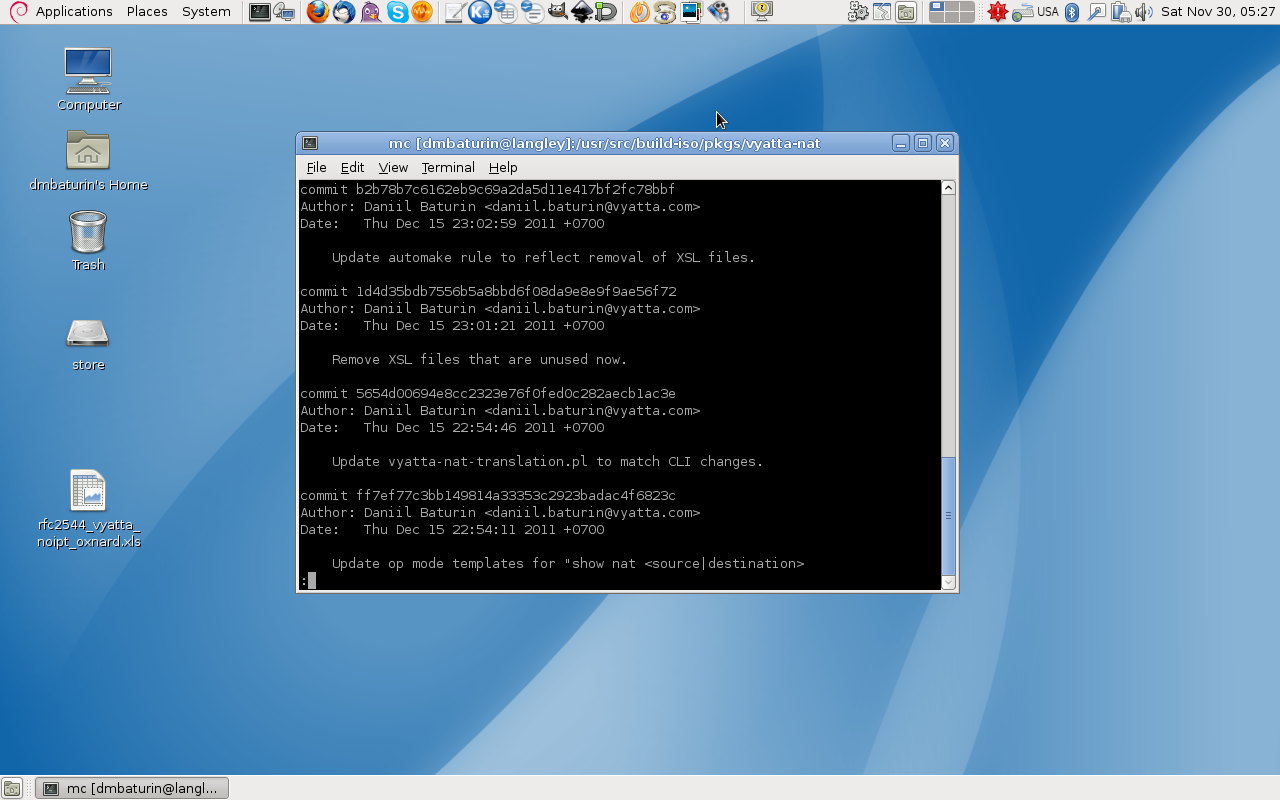 Applications Places System
USA
Sat Nov 30, 05:27
Computer
dmbaturin's Home
Trash
store
rfc2544_vyatta_
noipt_oxnard.xls
mc [dmbaturin@langley]:/usr/src/build-iso/pkgs/vyatta-nat
File Edit View Terminal Help
commit b2b78b7c6162eb9c69a2da5d11e417bf2fc78bbf
Author: Daniil Baturin <daniil.baturin@vyatta.com>
Date:   Thu Dec 15 23:02:59 2011 +0700
    Update automake rule to reflect removal of XSL files.
commit 1d4d35bdb7556b5a8bbd6f08da9e8e9f9ae56f72
Author: Daniil Baturin <daniil.baturin@vyatta.com>
Date:   Thu Dec 15 23:01:21 2011 +0700
    Remove XSL files that are unused now.
commit 5654d00694e8cc2323e76f0fed0c282aecb1ac3e
Author: Daniil Baturin <daniil.baturin@vyatta.com>
Date:   Thu Dec 15 22:54:46 2011 +0700
    Update vyatta-nat-translation.pl to match CLI changes.
commit ff7ef77c3bb149814a33353c2923badac4f6823c
Author: Daniil Baturin <daniil.baturin@vyatta.com>
Date:   Thu Dec 15 22:54:11 2011 +0700
    Update op mode templates for "show nat <source|destination>
:
mc [dmbaturin@langl...